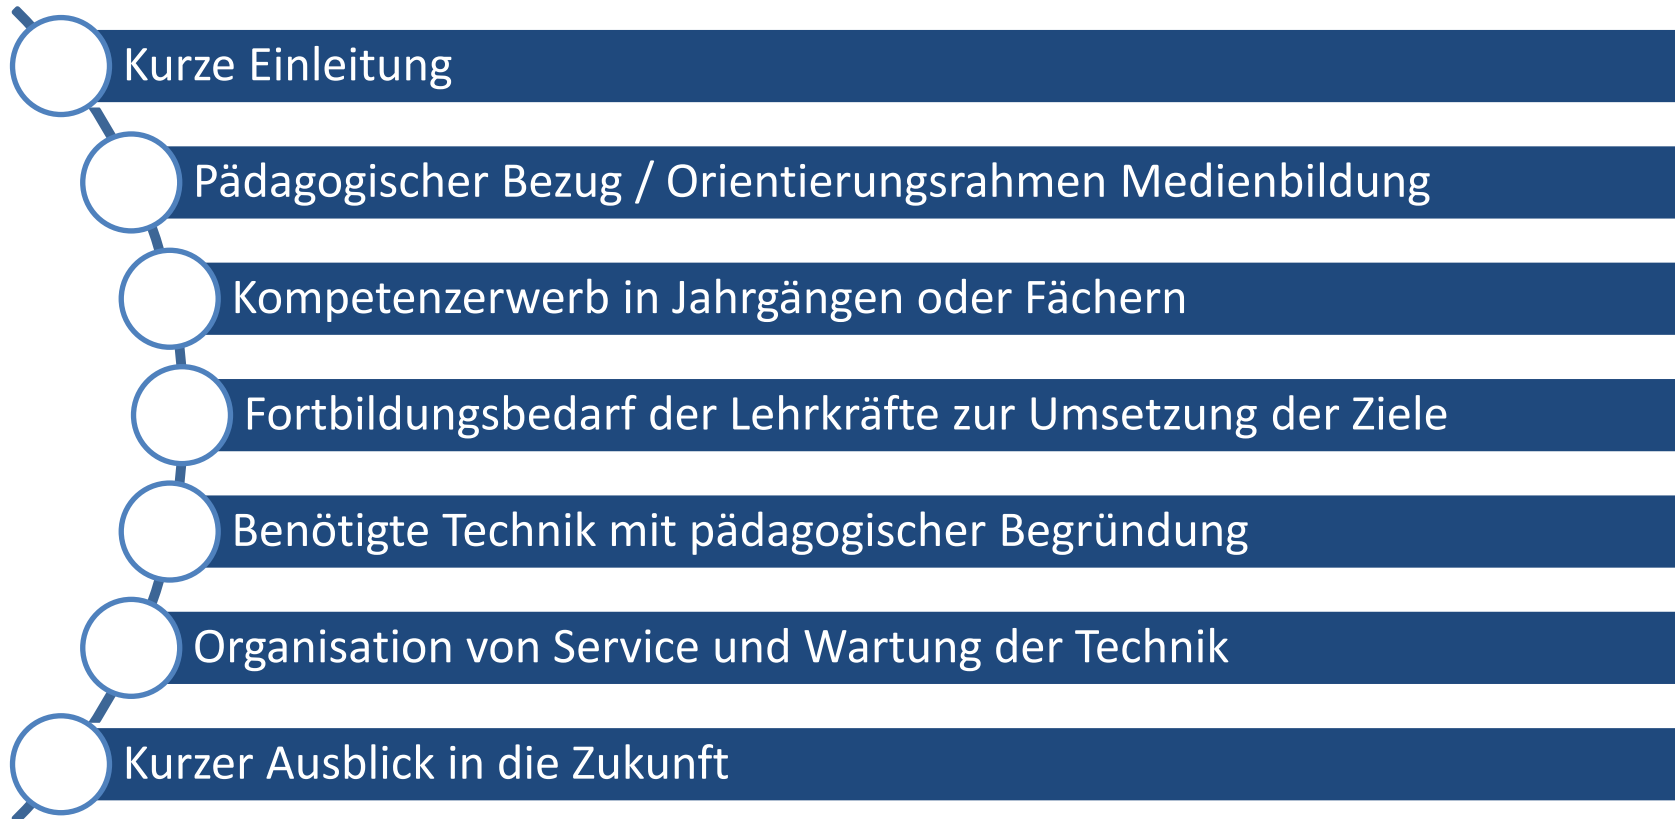 Kurze Einleitung
Pädagogischer Bezug / Orientierungsrahmen Medienbildung
Kompetenzerwerb in Jahrgängen oder Fächern
Fortbildungsbedarf der Lehrkräfte zur Umsetzung der Ziele
Benötigte Technik mit pädagogischer Begründung
Organisation von Service und Wartung der Technik
Kurzer Ausblick in die Zukunft